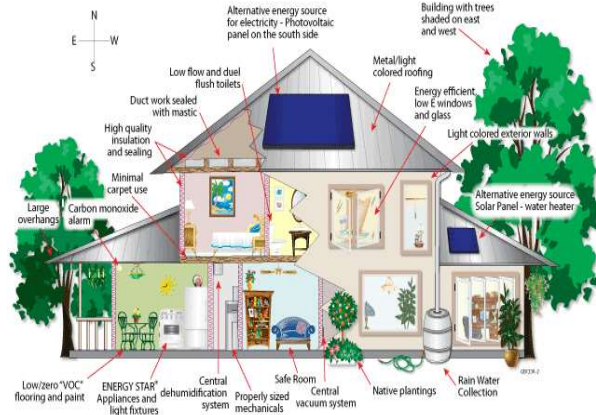 N
E
W
S
Alternative energy source
for electricity - Photovoltaic
panel on the south side
Building with trees
shaded on east
and west
Low flow and duel
flush toilets
Metal/light
colored roofing
Duct work sealed
with mastic
Energy efficient,
low E windows
and glass
High quality
insulation
and sealing
Light colored exterior walls
Minimal
carpet use
Large
overhangs
Carbon monoxide
alarm
Alternative energy source
Solar Panel - water heater
Low/zero "VOC"
flooring and paint
ENERGY STAR®
Appliances and
light fixtures
Central
dehumidification
system
Properly sized
mechanicals
Safe Room
Central
vacuum system
Native plantings
Rain Water
Collection